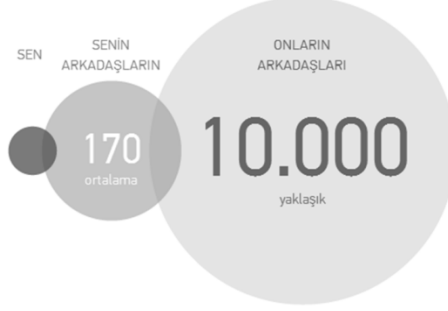 SEN
SENİN
ARKADAŞLARIN
170
ortalama
ONLARIN
ARKADAŞLARI
10.000
yaklaşık